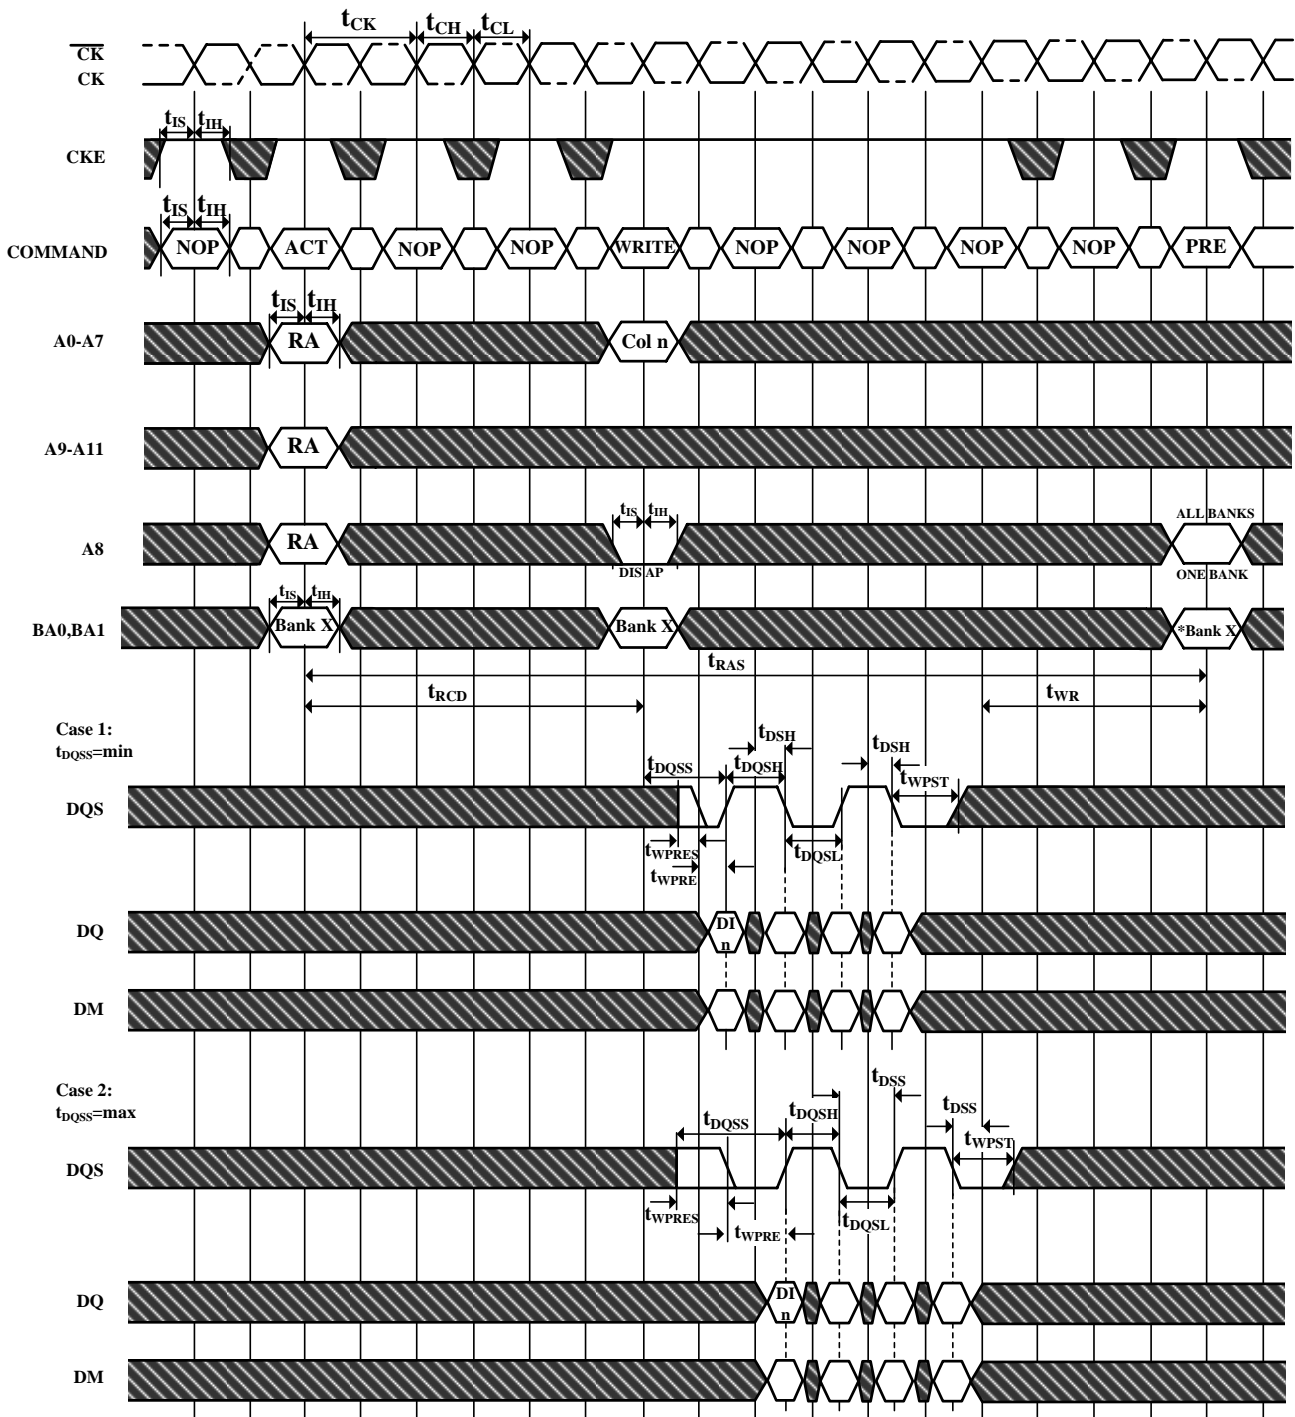 tCK tCH tCL
CK
CK
tIS tIH
CKE
tIS tIH
COMMAND NOP ACT NOP NOP WRITE NOP NOP NOP NOP PRE
tIS tIH
A0-A7 RA Col n
A9-A11 RA
tIS tIH ALL BANKS
A8 RA
DIS AP ONE BANK
tIS tIH
BA0,BA1 Bank X Bank X *Bank X
tRAS
tRCD tWR
Case 1:
tDQSS=min
tDSH tDSH
tDQSS tDQSH tWPST
DQS
tWPRES tDQSL
tWPRE
DQ DI
n
DM
Case 2:
tDQSS=max
tDSS tDSS
tDQSS tDQSH tWPST
DQS
tWPRES tDQSL
tWPRE
DQ DI
n
DM